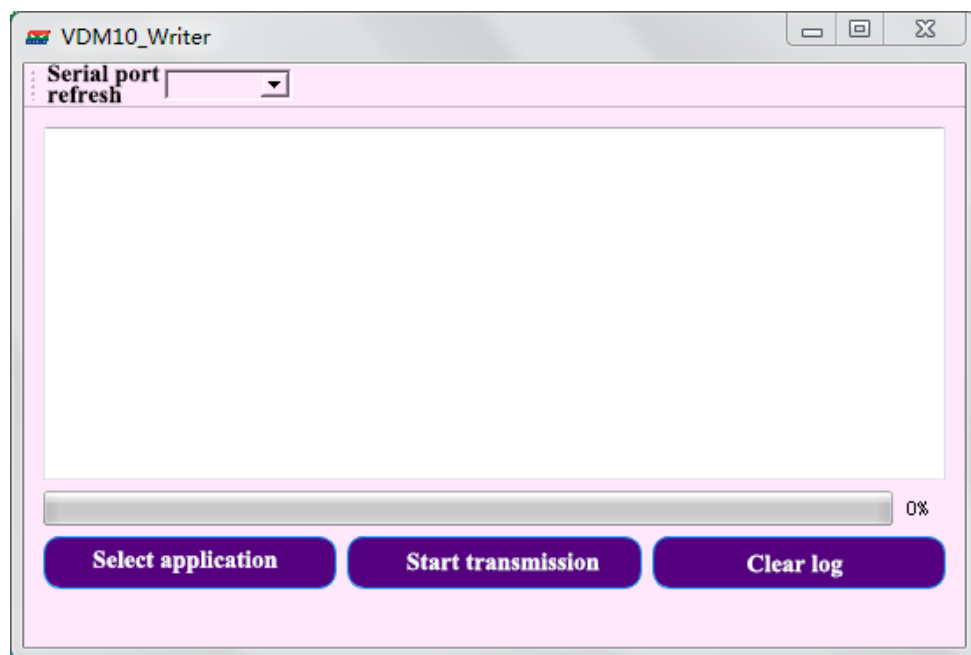 VDM10_Writer
Serial port
refresh
0%
Select application
Start transmission
Clear log